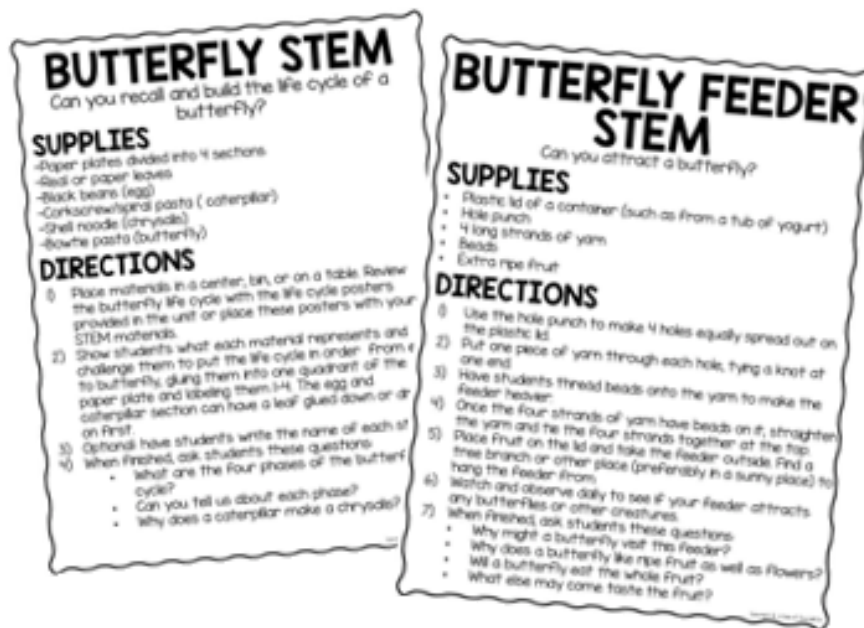 BUTTERFLY STEM
Can you recall and build the life cycle of a
butterfly?
SUPPLIES
-Paper plates divided into 4 sections
-Real or paper leaves
-Black beans (egg)
-Corkscrew/spiral pasta ( caterpillar)
-Shell noodle (chrysalis)
-Bowtie pasta (butterfly)
DIRECTIONS
1) Place materials in a center, bin, or on a table. Review
the butterfly life cycle with the life cycle posters
provided in the unit or place these posters with your
STEM materials.
2) Show students what each material represents and
challenge them to put the life cycle in order from
to butterfly, gluing them into one quadrant of the
paper plate and labeling them 1-4. The egg and
caterpillar section can have a leaf glued down or
on first.
3) Optional: have students write the name of each
4) When finished, ask students these questions:
• What are the four phases of the
cycle?
• Can you tell us about each phase?
• Why does a caterpillar make a chrysalis?
BUTTERFLY FEEDER
STEM
Can you attract a butterfly?
SUPPLIES
• Plastic lid of a container (such as from a tub of yogurt)
• Hole punch
• 4 long strands of yarn
• Beads
• Extra ripe fruit
DIRECTIONS
1) Use the hole punch to make 4 holes equally spread out on
the plastic lid.
2) Put one piece of yarn through each hole, tying a knot at
one end.
3) Have students thread beads onto the yarn to make the
feeder heavier.
4) Once the four strands of yarn have beads on it, straighten
the yarn and tie the four strands together at the top.
5) Place fruit on the lid and take the feeder outside. Find a
tree branch or other place (preferably in a sunny place) to
hang the feeder from.
6) Watch and observe daily to see if your feeder attracts
any butterflies or other creatures.
7) When finished, ask students these questions:
• Why might a butterfly visit this feeder?
• Why does a butterfly like ripe fruit as well as flowers?
• Will a butterfly eat the whole fruit?
• What else may come taste the fruit?